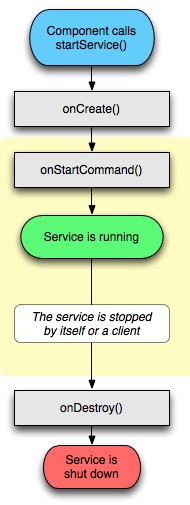 Component calls
startService()
onCreate()
onStartCommand()
Service is running
The service is stopped
by itself or a client
onDestroy()
Service is
shut down